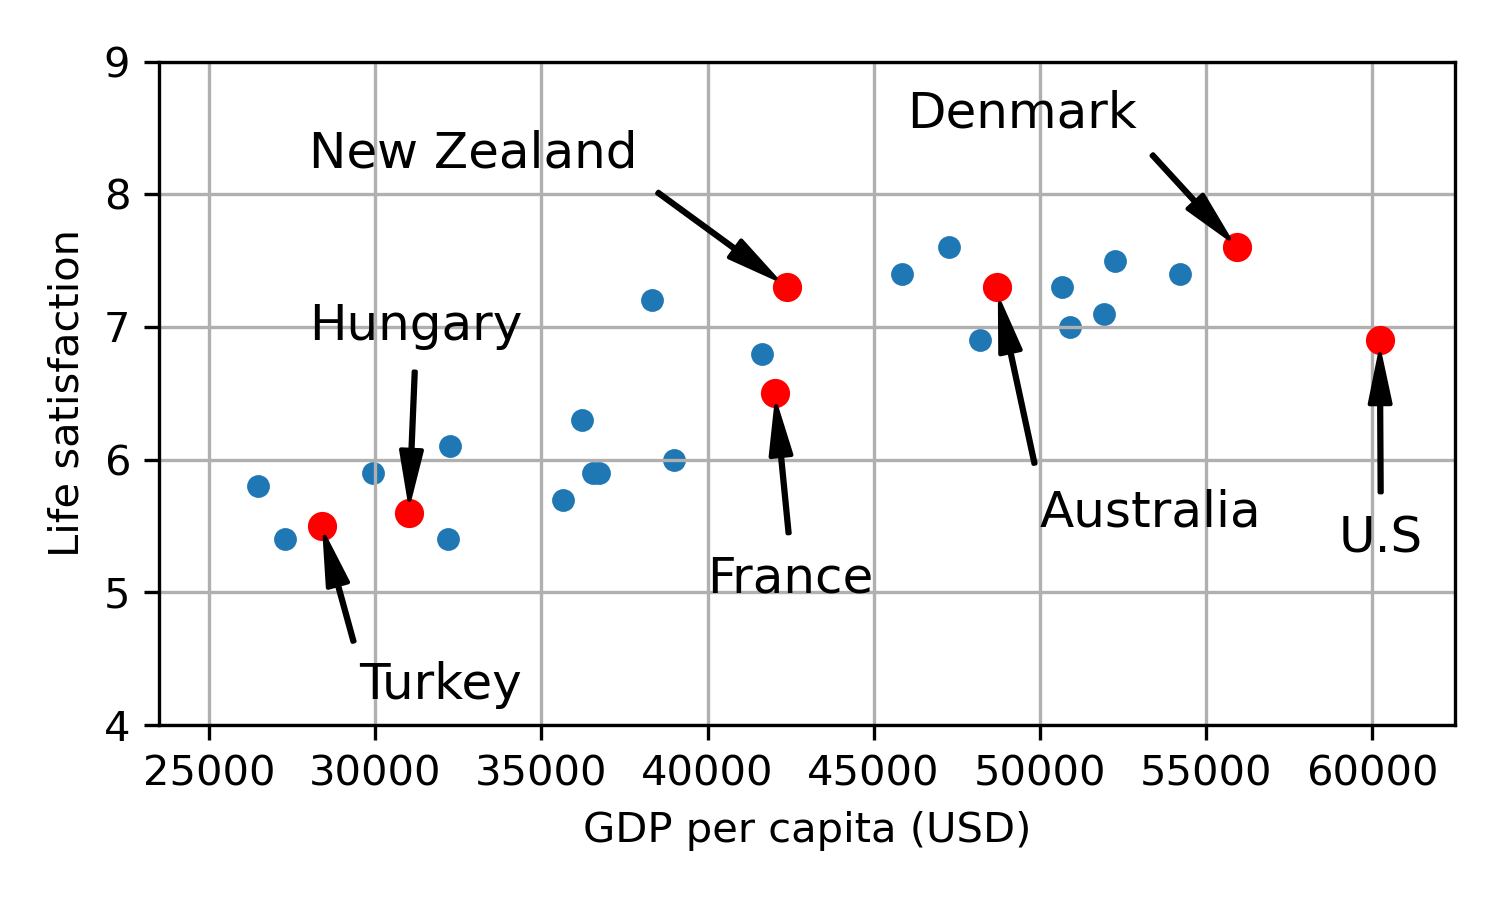 9
Denmark
New Zealand
8
Hungary
7
6
Australia
U.S
France
5
Turkey
4
25000 30000 35000 40000 45000 50000 55000 60000
GDP per capita (USD)
Life satisfaction